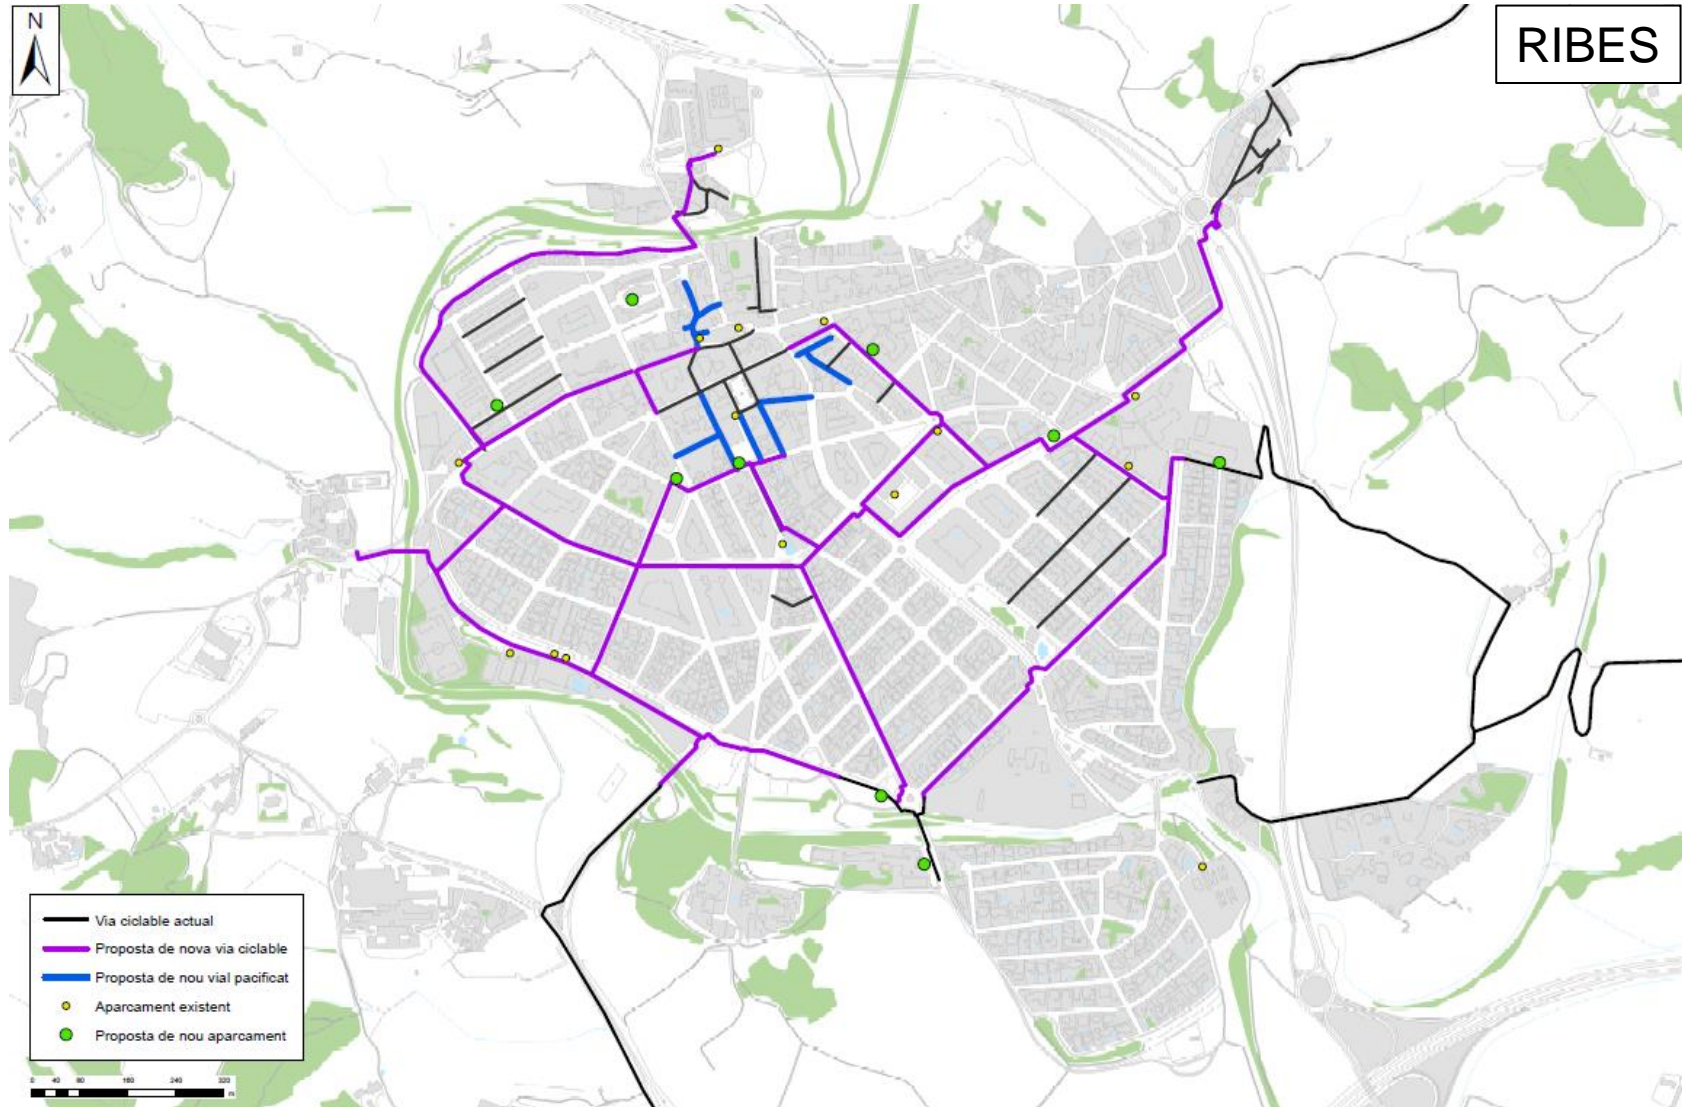 N
RIBES
Via ciclable actual
Proposta de nova via ciclable
Proposta de nou vial pacificat
Aparcament existent
Proposta de nou aparcament
0 40 80 160 240 320
m